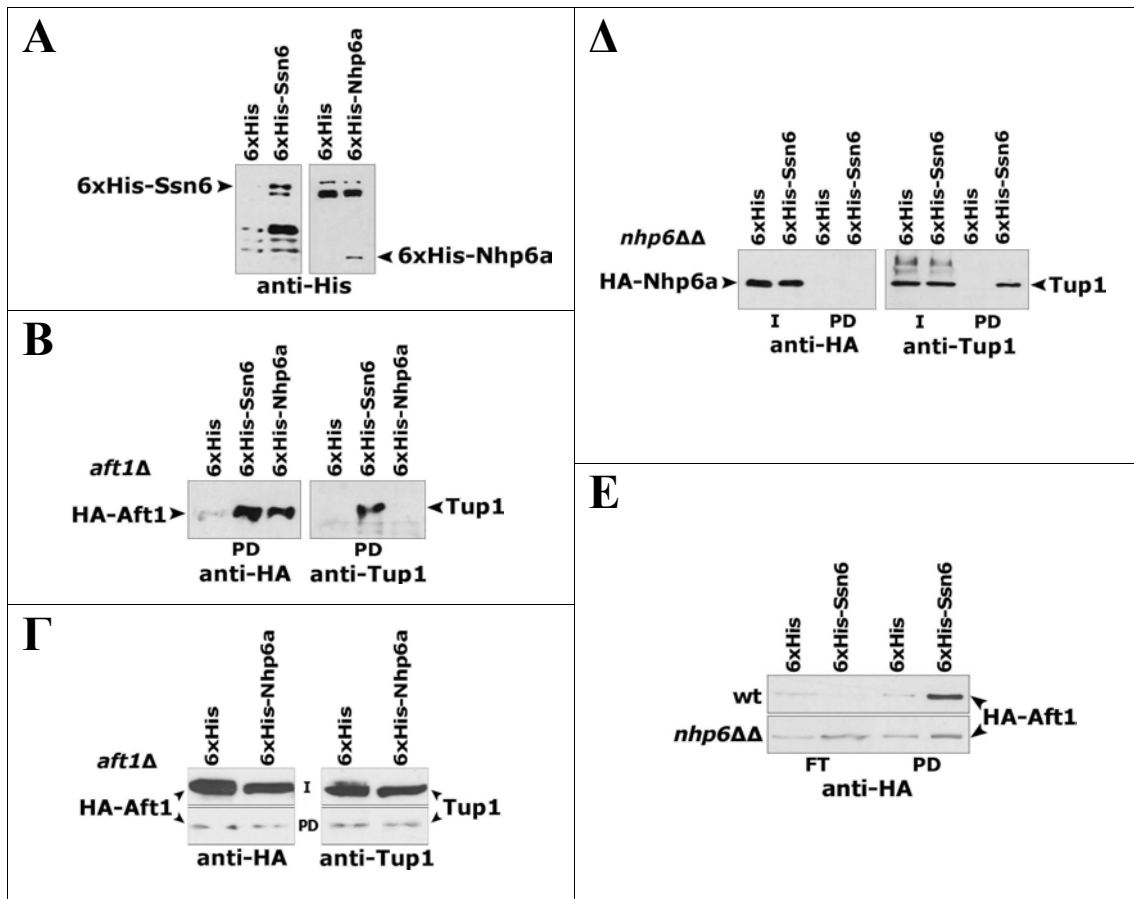 Α
6xHis
6xHis-Ssn6
6xHis
6xHis-Nhp6a
6xHis-Ssn6
6xHis-Nhp6a
anti-His
Β
6xHis
6xHis-Ssn6
6xHis-Nhp6a
6xHis
6xHis-Ssn6
6xHis-Nhp6a
aft1Δ
HA-Aft1
Tup1
PD PD
anti-HA anti-Tup1
Γ
6xHis
6xHis-Nhp6a
6xHis
6xHis-Nhp6a
aft1Δ
HA-Aft1
I
PD
Tup1
anti-HA anti-Tup1
Δ
6xHis
6xHis-Ssn6
6xHis
6xHis-Ssn6
6xHis
6xHis-Ssn6
6xHis
6xHis-Ssn6
nhp6ΔΔ
HA-Nhp6a
Tup1
I PD I PD
anti-HA anti-Tup1
Ε
6xHis
6xHis-Ssn6
6xHis
6xHis-Ssn6
wt
HA-Aft1
nhp6ΔΔ
FT PD
anti-HA